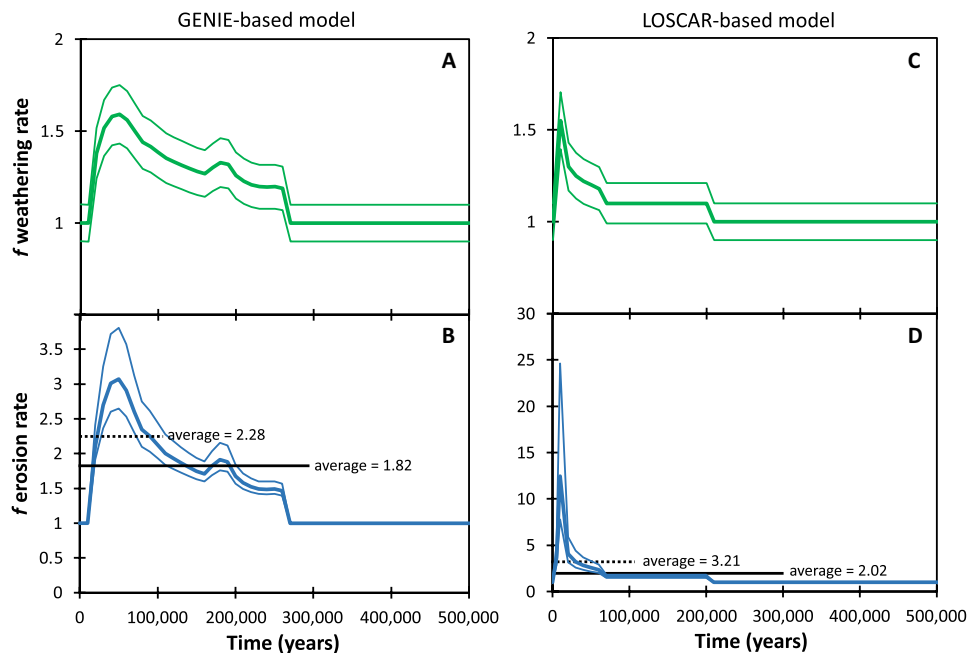 GENIE-based model
LOSCAR-based model
2
1.5
1
f weathering rate
A
2
1.5
1
C
3.5
3
2.5
2
1.5
1
0.5
0
f erosion rate
B
average = 2.28
average = 1.82
0 100,000 200,000 300,000 400,000 500,000
Time (years)
30
25
20
15
10
5
0
D
average = 3.21
average = 2.02
0 100,000 200,000 300,000 400,000 500,000
Time (years)